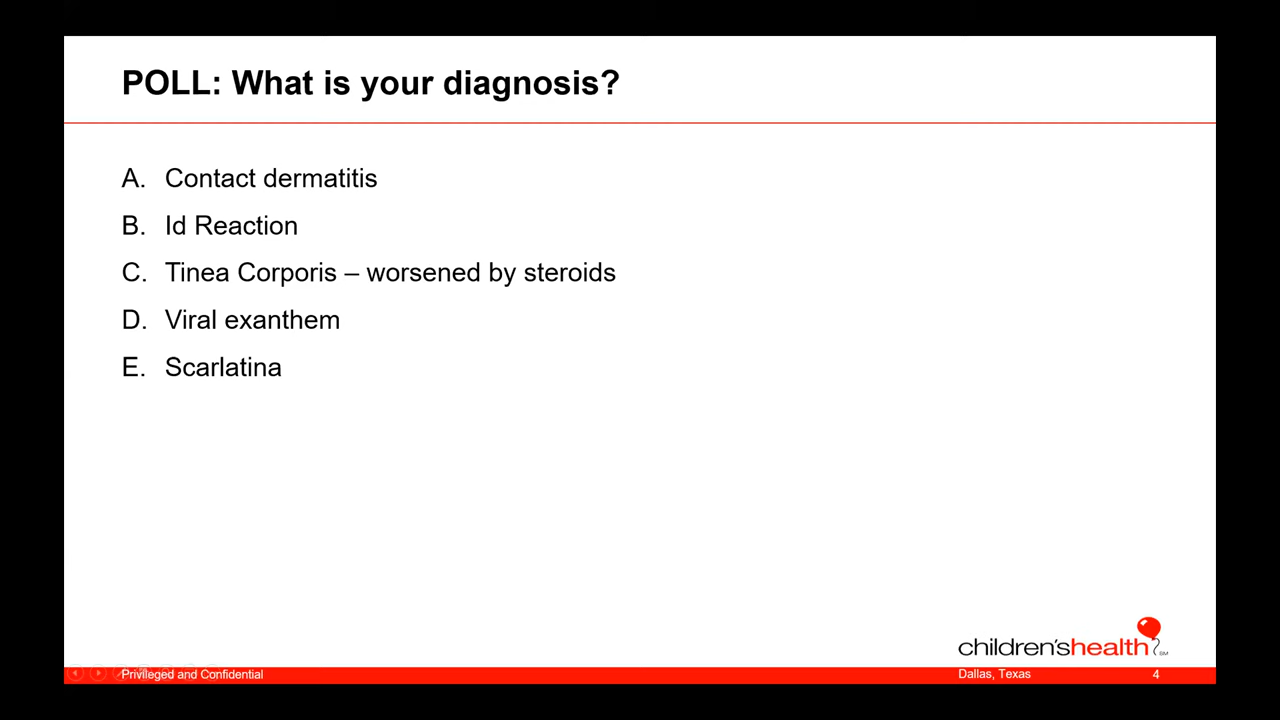 POLL: What is your diagnosis?
A. Contact dermatitis
B. Id Reaction
C. Tinea Corporis – worsened by steroids
D. Viral exanthem
E. Scarlatina
children'shealth SM
Privileged and Confidential
Dallas, Texas
4